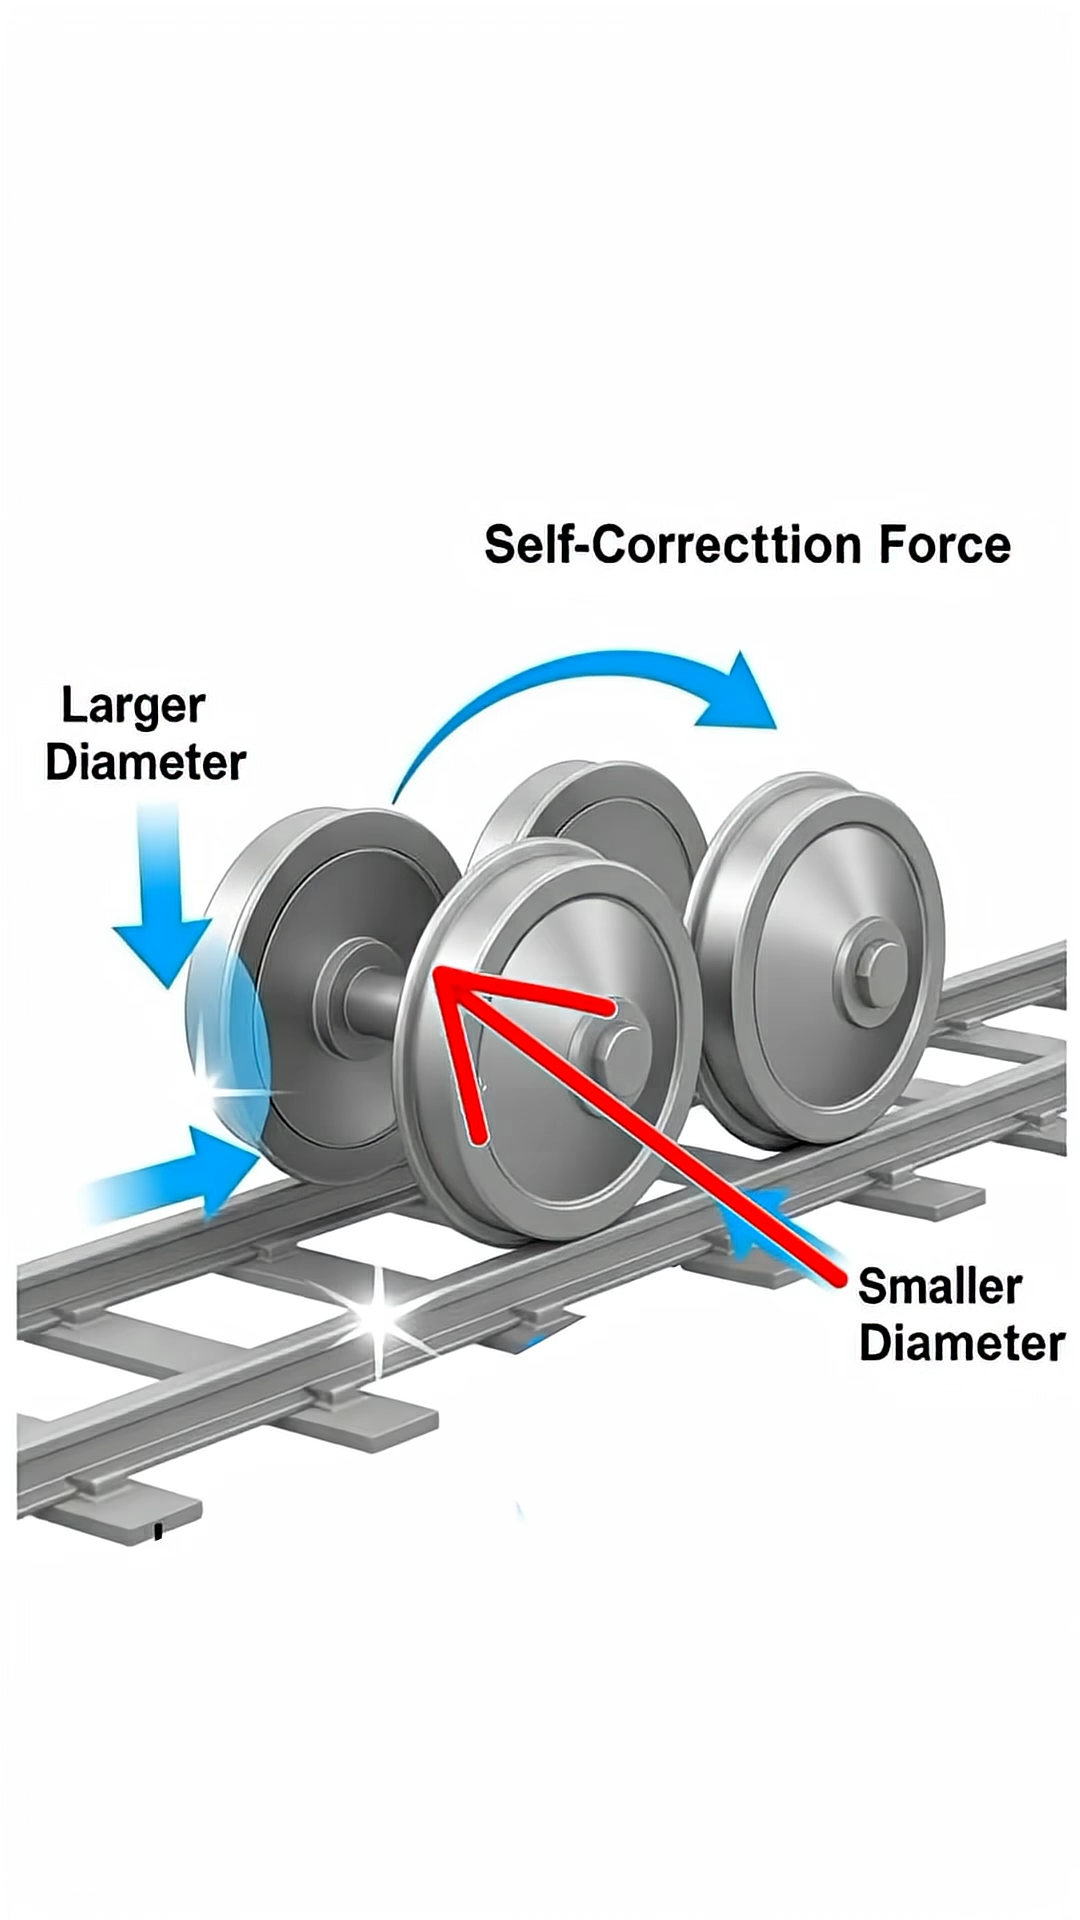 Self-Correcttion Force
Larger
Diameter
Smaller
Diameter